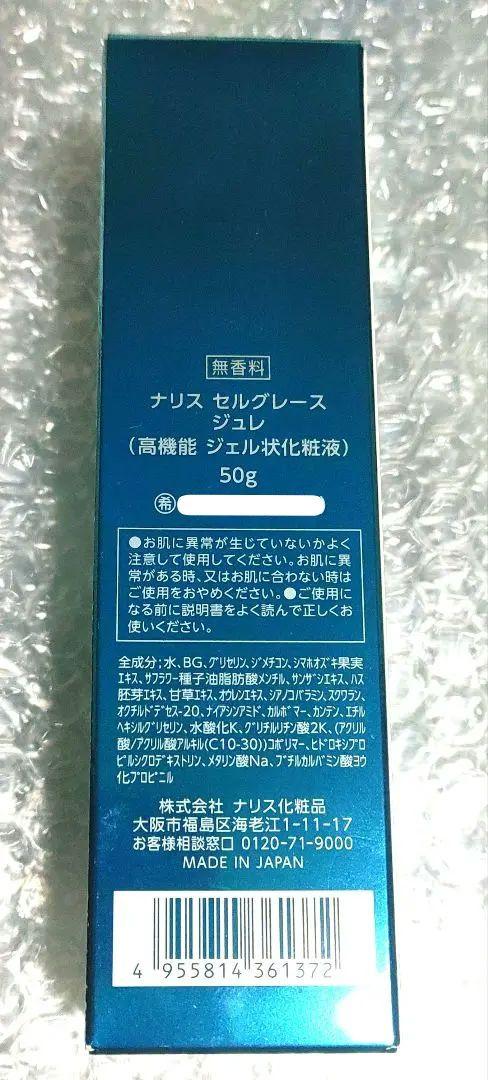 無香料
ナリス セルグレース
ジュレ
(高機能 ジェル状化粧液)
50g
希
●お肌に異常が生じていないかよく
注意して使用してください。お肌に異
常がある時、又はお肌に合わない時は
ご使用をおやめください。●ご使用に
なる前に説明書をよく読んで正しくお
使いください。
全成分;水、BG、グリセリン、ジメチコン、シマホオズキ果実
エキス、サフラワー種子油脂肪酸メンチル、サンザシエキス、ハス
胚芽エキス、甘草エキス、オウレンエキス、シアノコバラミン、スクワラン、
オクチルドデセス-20、ナイアシンアミド、カルボマー、カンテン、エチル
ヘキシルグリセリン、水酸化K、グリチルリチン酸2K、(アクリル
酸/アクリル酸アルキル(C10-30))コポリマー、ヒドロキシプロ
ピルシクロデキストリン、メタリン酸Na、ブチルカルバミン酸ヨウ
化プロピニル
株式会社 ナリス化粧品
大阪市福島区海老江1-11-17
お客様相談窓口 0120-71-9000
MADE IN JAPAN
4 955814 361372